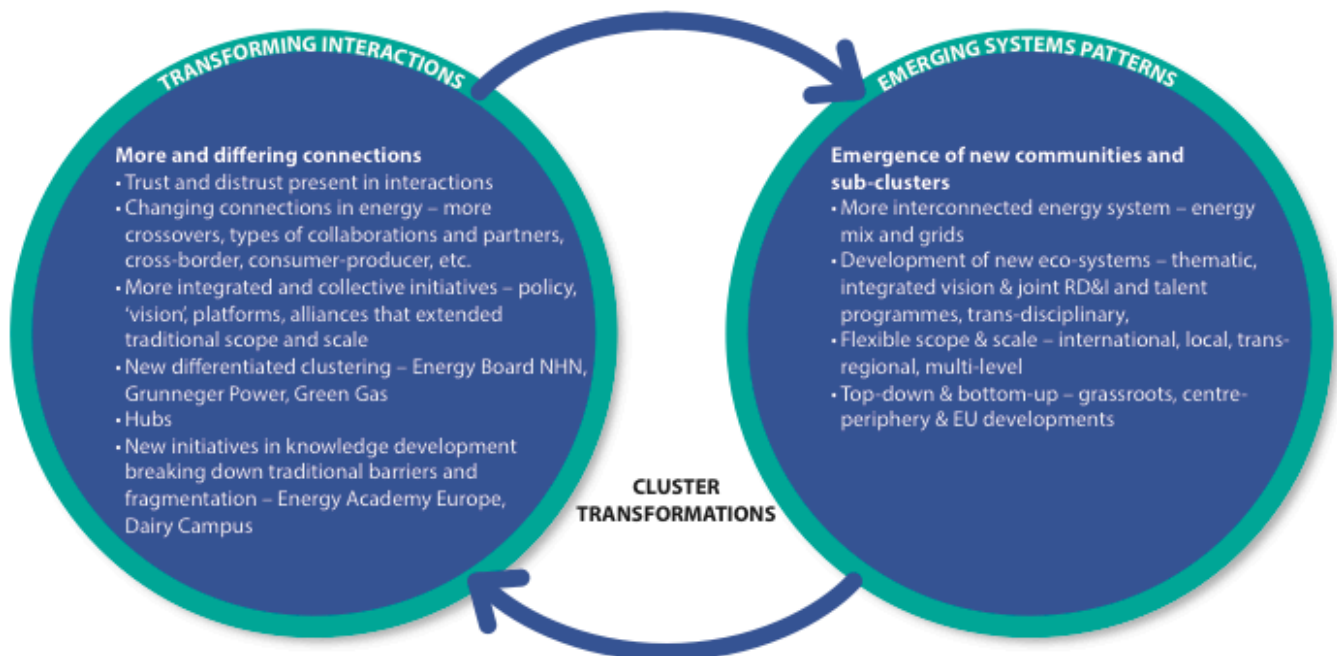 TRANSFORMING INTERACTIONS
More and differing connections
• Trust and distrust present in interactions
• Changing connections in energy – more
crossovers, types of collaborations and partners,
cross-border, consumer-producer, etc.
• More integrated and collective initiatives – policy,
‘vision’, platforms, alliances that extended
traditional scope and scale
• New differentiated clustering – Energy Board NHN,
Grunneger Power, Green Gas
• Hubs
• New initiatives in knowledge development
breaking down traditional barriers and
fragmentation – Energy Academy Europe,
Dairy Campus
CLUSTER
TRANSFORMATIONS
EMERGING SYSTEMS PATTERNS
Emergence of new communities and
sub-clusters
• More interconnected energy system – energy
mix and grids
• Development of new eco-systems – thematic,
integrated vision & joint RD&I and talent
programmes, trans-disciplinary,
• Flexible scope & scale – international, local, trans-
regional, multi-level
• Top-down & bottom-up – grassroots, centre-
periphery & EU developments